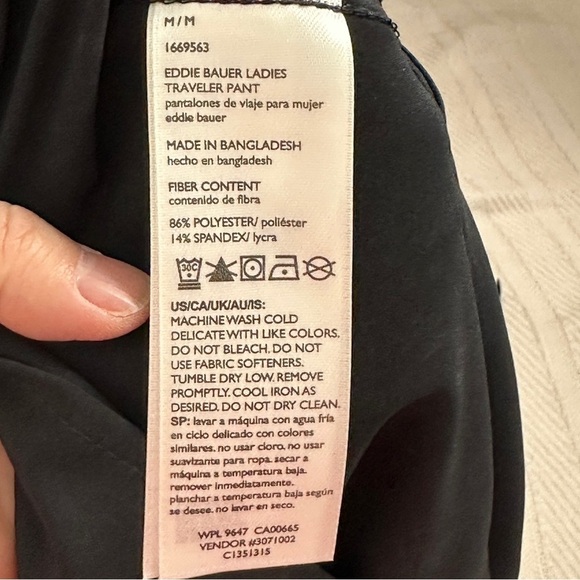 M / M
1669563
EDDIE BAUER LADIES
TRAVELER PANT
pantalones de viaje para mujer
eddie bauer
MADE IN BANGLADESH
hecho en bangladesh
FIBER CONTENT
contenido de fibra
86% POLYESTER/ poliéster
14% SPANDEX/ lycra
30C
US/CA/UK/AU/IS:
MACHINE WASH COLD
DELICATE WITH LIKE COLORS.
DO NOT BLEACH. DO NOT
USE FABRIC SOFTENERS.
TUMBLE DRY LOW. REMOVE
PROMPTLY. COOL IRON AS
DESIRED. DO NOT DRY CLEAN.
SP: lavar a máquina con agua fría
en ciclo delicado con colores
similares. no usar cloro. no usar
suavizante para ropa. secar a
máquina a temperatura baja.
remover inmediatamente.
planchar a temperatura baja según
se desee. no lavar en seco.
WPL 9647 CA00665
VENDOR #3071002
C1351315